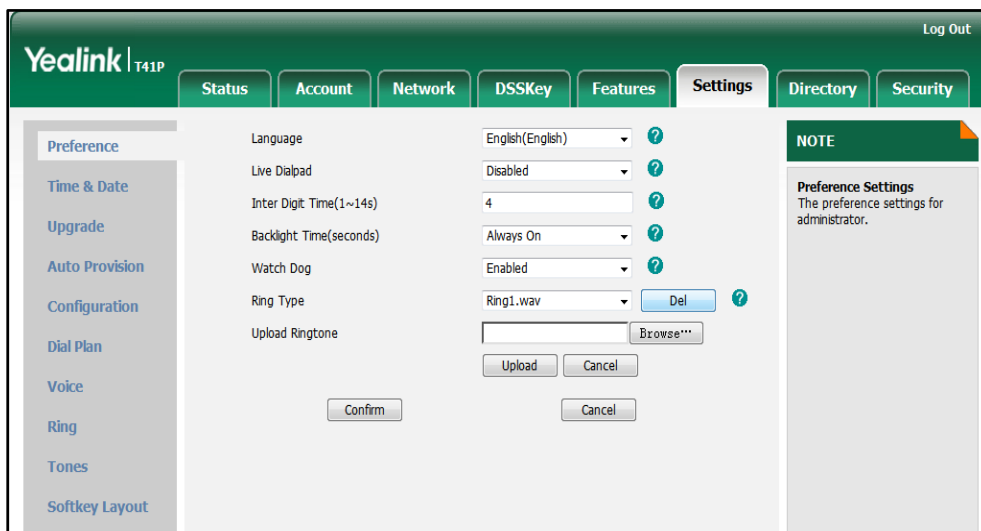 Log Out
Yealink | T41P
Status Account Network DSSKey Features Settings Directory Security
Preference
Time & Date
Upgrade
Auto Provision
Configuration
Dial Plan
Voice
Ring
Tones
Softkey Layout
Language English(English) ?
Live Dialpad Disabled ?
Inter Digit Time(1~14s) 4 ?
Backlight Time(seconds) Always On ?
Watch Dog Enabled ?
Ring Type Ring1.wav Del ?
Upload Ringtone Browse…
Upload Cancel
Confirm Cancel
NOTE
Preference Settings
The preference settings for
administrator.